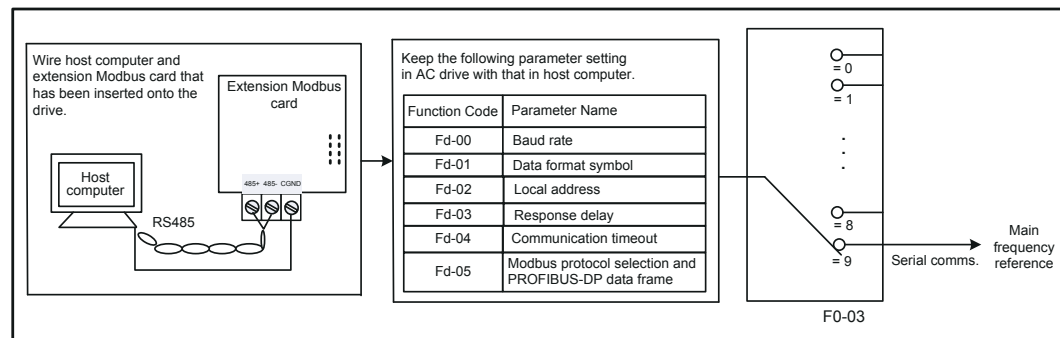 Wire host computer and
extension Modbus card that
has been inserted onto the
drive.
Extension Modbus
card
Host
computer
485+ 485- CGND
RS485
Keep the following parameter setting
in AC drive with that in host computer.
Function Code Parameter Name
Fd-00 Baud rate
Fd-01 Data format symbol
Fd-02 Local address
Fd-03 Response delay
Fd-04 Communication timeout
Fd-05 Modbus protocol selection and
PROFIBUS-DP data frame
= 0
= 1
= 8
= 9
F0-03
Serial comms.
Main
frequency
reference